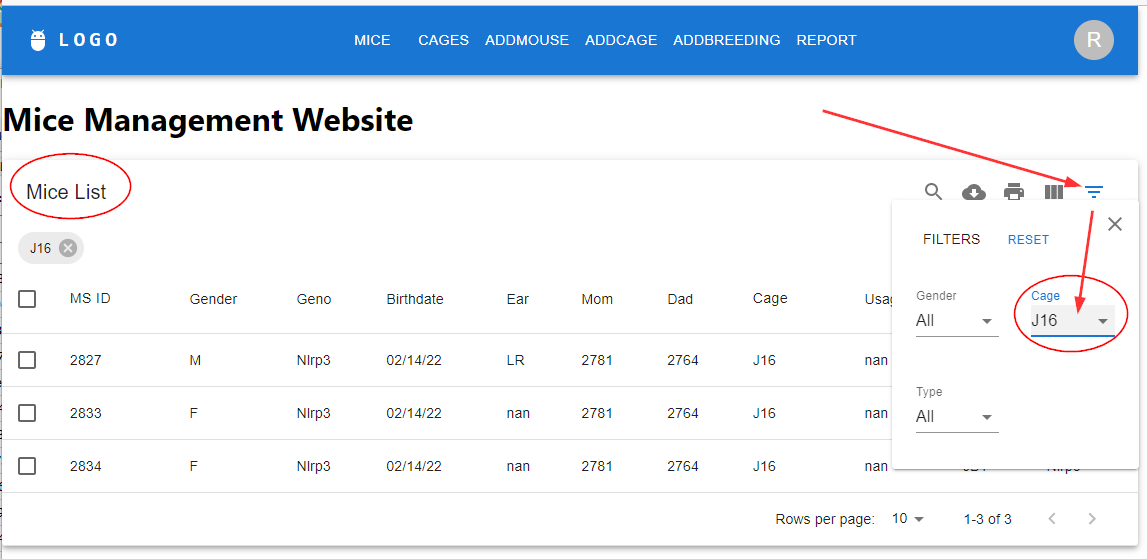 LOGO MICE CAGES ADDMOUSE ADDCAGE ADDBREEDING REPORT R
Mice Management Website
Mice List
J16
FILTERS RESET
MS ID Gender Geno Birthdate Ear Mom Dad Cage
Gender Cage
All J16
2827 M Nlrp3 02/14/22 LR 2781 2764 J16 nan
Type
All
2833 F Nlrp3 02/14/22 nan 2781 2764 J16 nan
2834 F Nlrp3 02/14/22 nan 2781 2764 J16 nan
Rows per page: 10 1-3 of 3